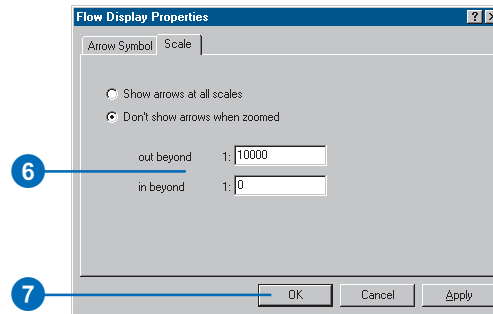 Flow Display Properties
Arrow Symbol Scale
Show arrows at all scales
Don't show arrows when zoomed
out beyond 1: 10000
6
in beyond 1: 0
7
OK Cancel Apply